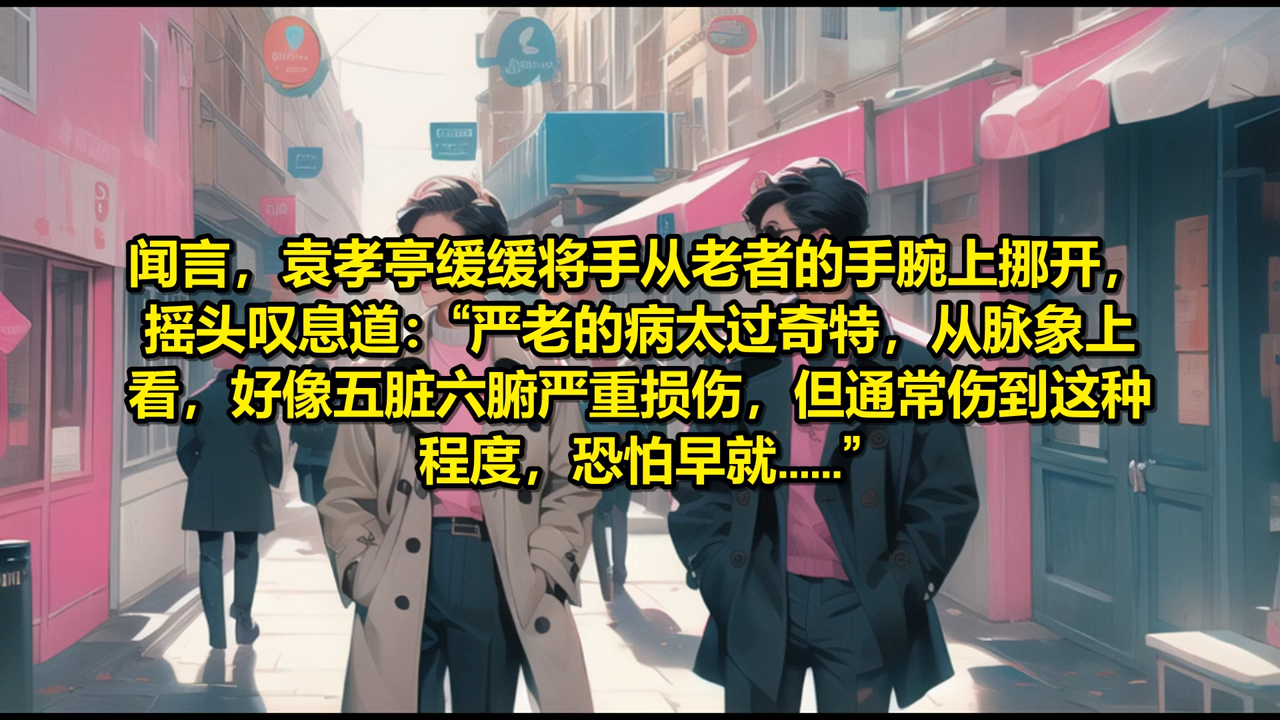 闻言，袁孝亭缓缓将手从老者的手腕上挪开，
摇头叹息道：“严老的病太过奇特，从脉象上
看，好像五脏六腑严重损伤，但通常伤到这种
程度，恐怕早就......”